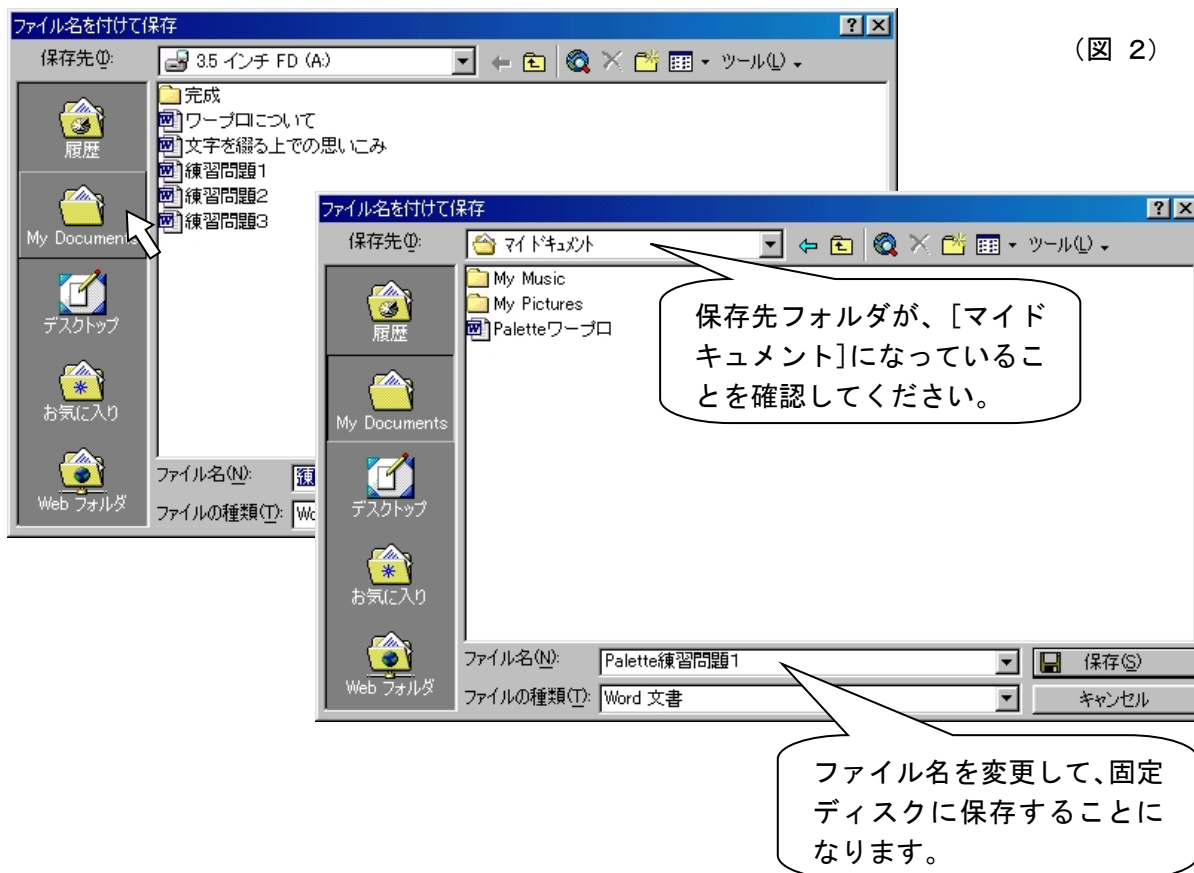 ファイル名を付けて保存
(図 2)
保存先(I):
3.5 インチ FD (A:)
ツール(L)
完成
ワープロについて
文字を綴る上での思いこみ
練習問題1
練習問題2
練習問題3
履歴
My Documents
デスクトップ
お気に入り
Web フォルダ
ファイル名(N):
練
ファイルの種類(T):
Wo
ファイル名を付けて保存
保存先(I):
マイ ドキュメント
ツール(L)
My Music
My Pictures
Paletteワープロ
履歴
My Documents
デスクトップ
お気に入り
Web フォルダ
保存先フォルダが、[マイド
キュメント]になっているこ
とを確認してください。
ファイル名(N):
Palette練習問題1
保存(S)
ファイルの種類(T):
Word 文書
キャンセル
ファイル名を変更して、固定
ディスクに保存することに
なります。